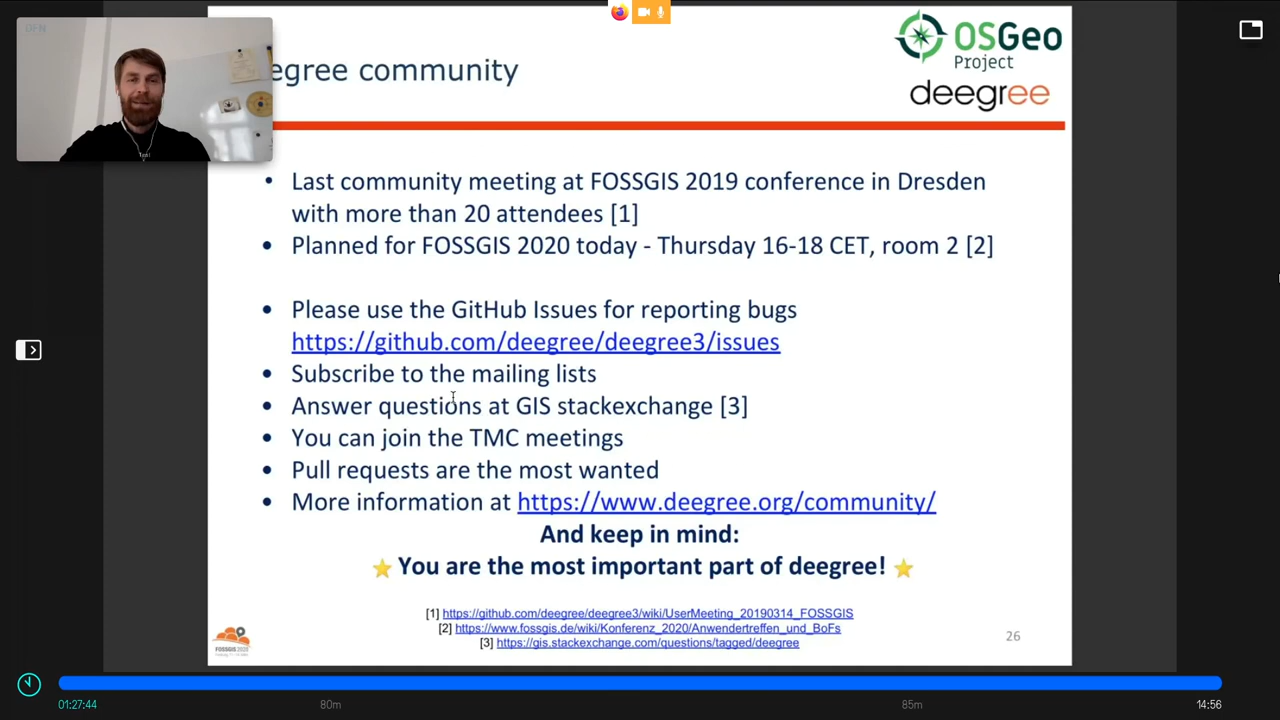 DFN
egree community
OSGeo
Project
deegree
• Last community meeting at FOSSGIS 2019 conference in Dresden
with more than 20 attendees [1]
• Planned for FOSSGIS 2020 today - Thursday 16-18 CET, room 2 [2]
• Please use the GitHub Issues for reporting bugs
https://github.com/deegree/deegree3/issues
• Subscribe to the mailing lists
• Answer questions at GIS stackexchange [3]
• You can join the TMC meetings
• Pull requests are the most wanted
• More information at https://www.deegree.org/community/
And keep in mind:
⭐ You are the most important part of deegree! ⭐
[1] https://github.com/deegree/deegree3/wiki/UserMeeting_20190314_FOSSGIS
[2] https://www.fossgis.de/wiki/Konferenz_2020/Anwendertreffen_und_BoFs
[3] https://gis.stackexchange.com/questions/tagged/deegree
FOSSGIS 2020
26
01:27:44
80m
85m
14:56